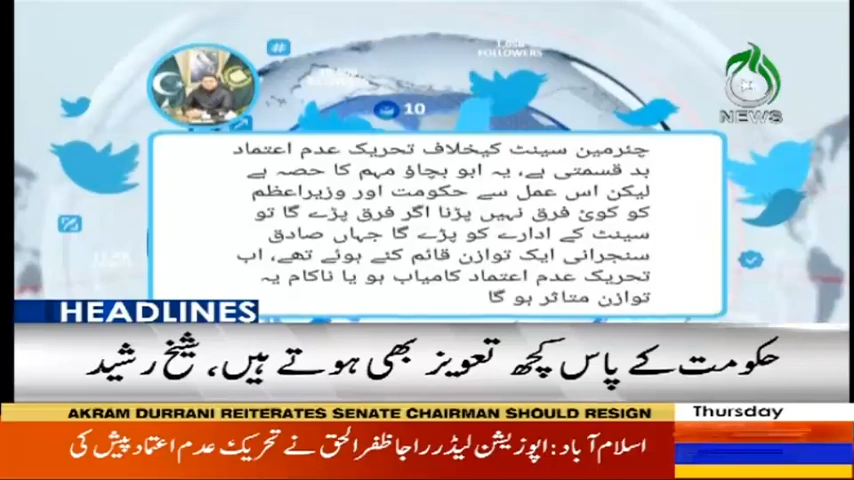 1,050
FOLLOWERS
#
10
NEWS
چئرمین سینٹ کیخلاف تحریک عدم اعتماد
بد قسمتی ہے، یہ ابو بچاؤ مہم کا حصہ ہے
لیکن اس عمل سے حکومت اور وزیراعظم
کو کوئ فرق نہیں پڑنا اگر فرق پڑے گا تو
سینٹ کے ادارے کو پڑے گا جہاں صادق
سنجرانی ایک توازن قائم کئے ہوئے تھے، اب
تحریک عدم اعتماد کامیاب ہو یا ناکام یہ
توازن متاثر ہو گا
HEADLINES
حکومت کے پاس کچھ تعویز بھی ہوتے ہیں، شیخ رشید
AKRAM DURRANI REITERATES SENATE CHAIRMAN SHOULD RESIGN
Thursday
اسلام آباد: اپوزیشن لیڈر راجا ظفر الحق نے تحریک عدم اعتماد پیش کی